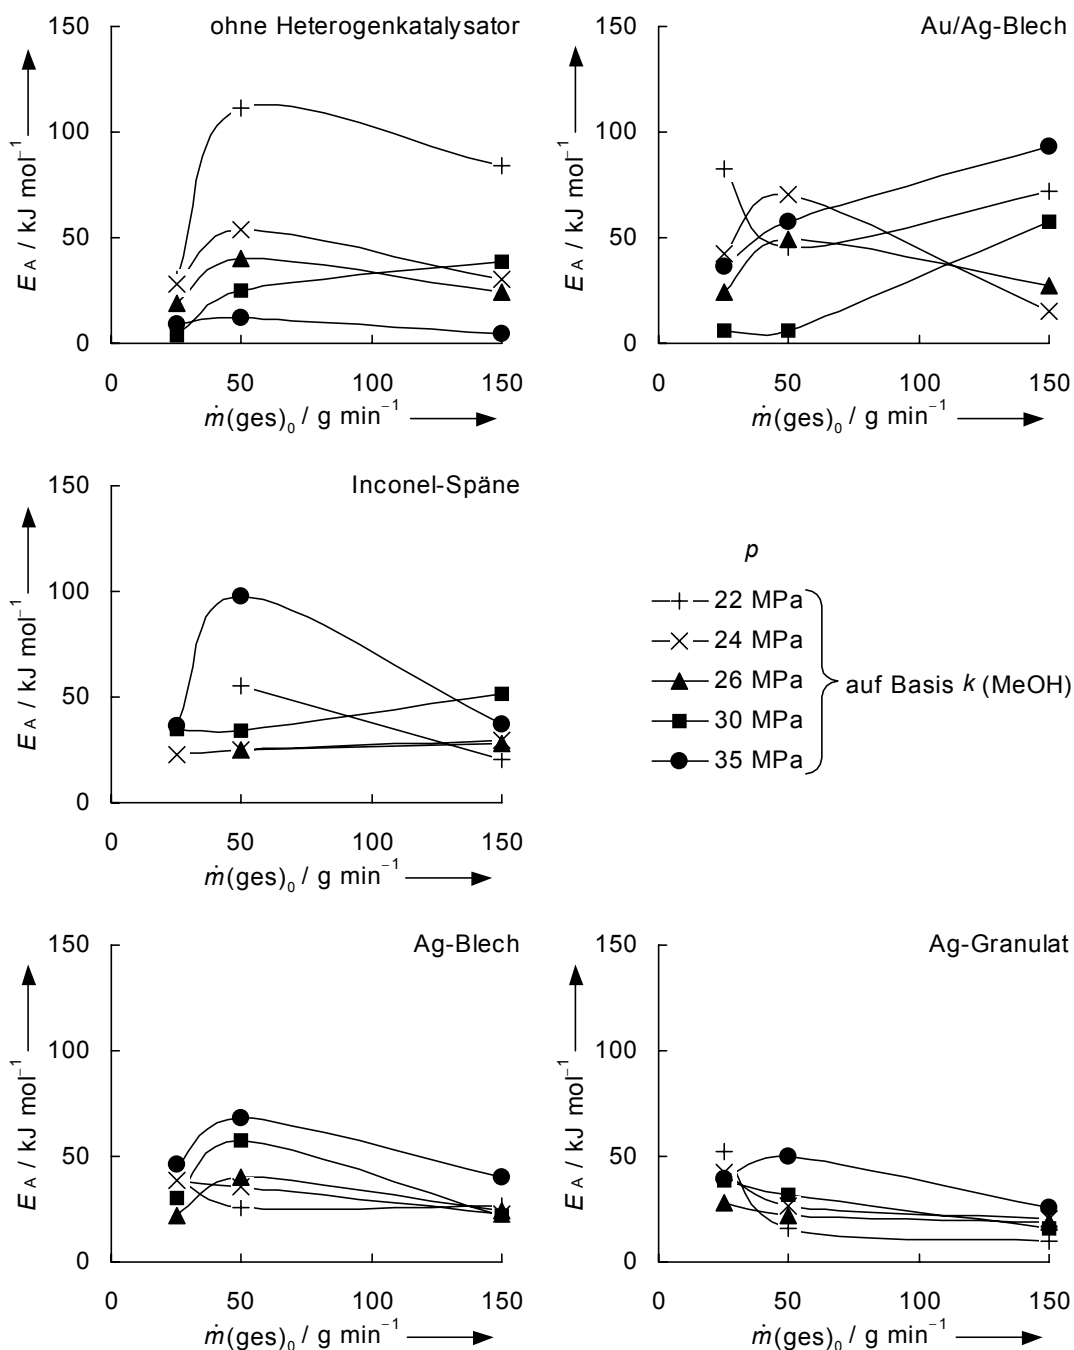 ohne Heterogenkatalysator
150
100
50
0
E A / kJ mol⁻¹
0 50 100 150
ṁ(ges)₀ / g min⁻¹
Au/Ag-Blech
150
100
50
0
E A / kJ mol⁻¹
0 50 100 150
ṁ(ges)₀ / g min⁻¹
Inconel-Späne
150
100
50
0
E A / kJ mol⁻¹
0 50 100 150
ṁ(ges)₀ / g min⁻¹
p
22 MPa
24 MPa
26 MPa
30 MPa
35 MPa
auf Basis k (MeOH)
Ag-Blech
150
100
50
0
E A / kJ mol⁻¹
0 50 100 150
ṁ(ges)₀ / g min⁻¹
Ag-Granulat
150
100
50
0
E A / kJ mol⁻¹
0 50 100 150
ṁ(ges)₀ / g min⁻¹